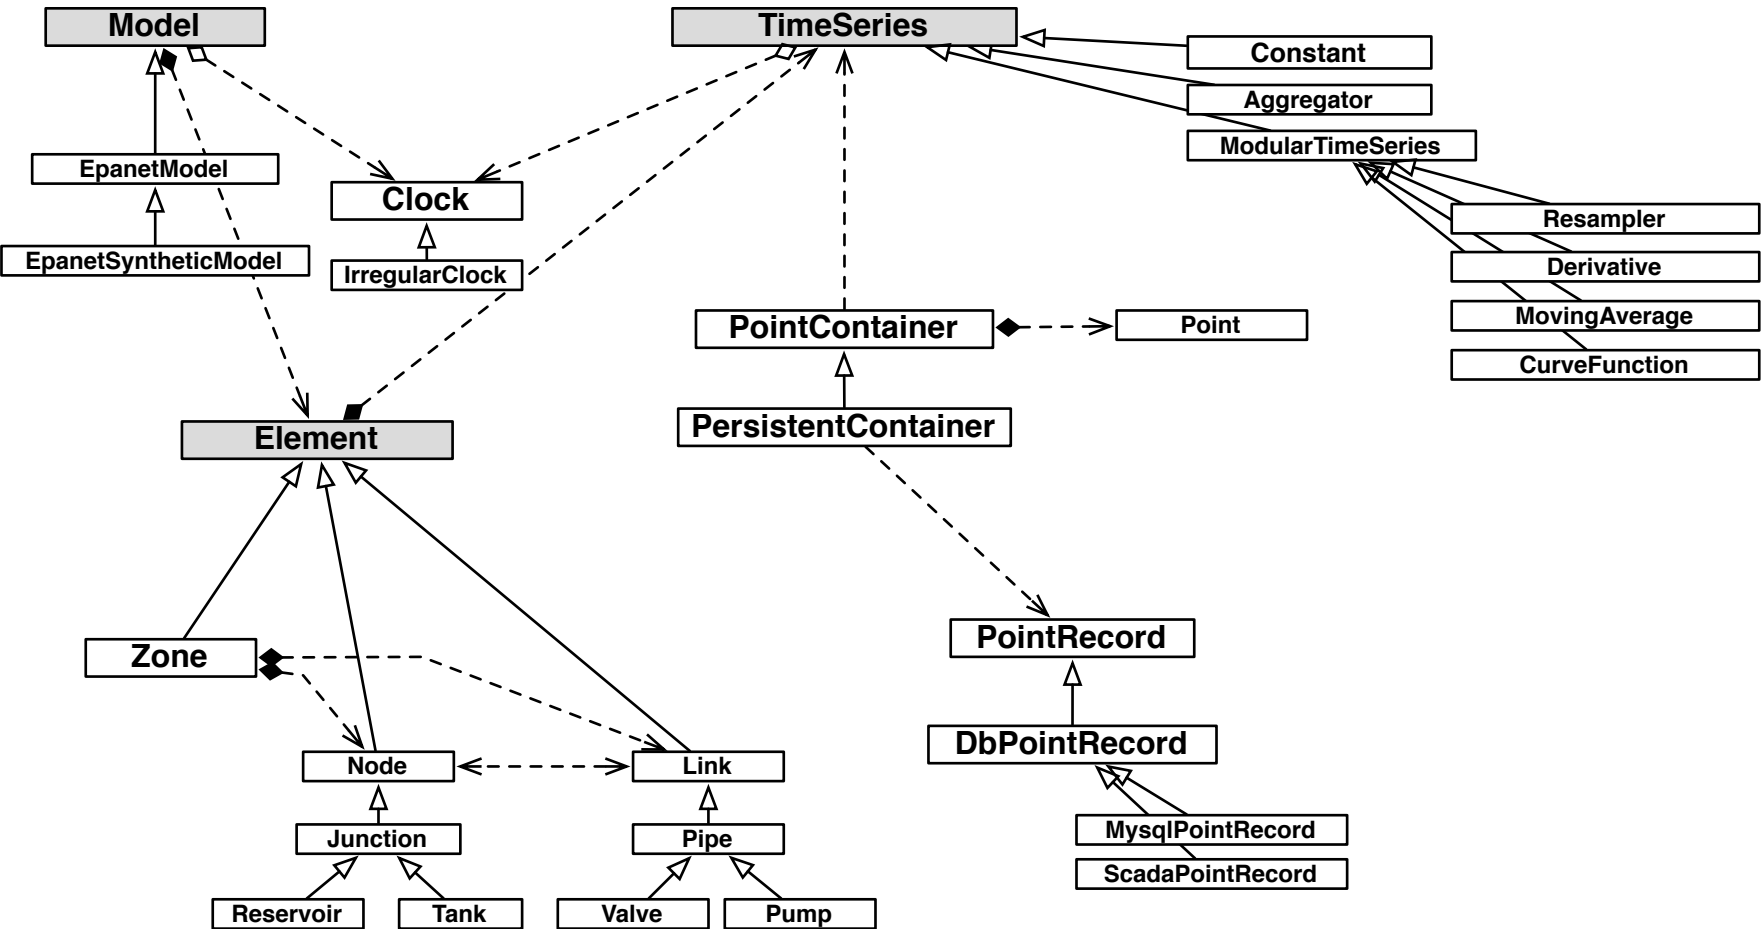 Model
TimeSeries
Constant
Aggregator
ModularTimeSeries
EpanetModel
Clock
Resampler
EpanetSyntheticModel
IrregularClock
Derivative
PointContainer
Point
MovingAverage
CurveFunction
Element
PersistentContainer
Zone
PointRecord
Node
Link
DbPointRecord
Junction
Pipe
MysqlPointRecord
ScadaPointRecord
Reservoir
Tank
Valve
Pump